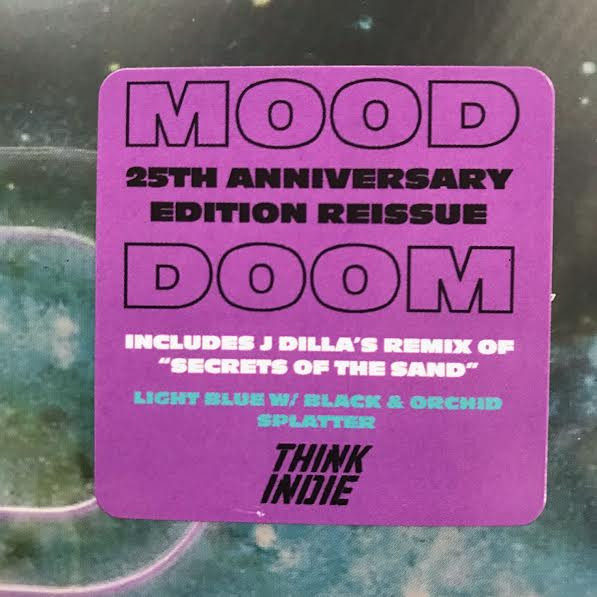 MOOD
25TH ANNIVERSARY
EDITION REISSUE
DOOM
INCLUDES J DILLA'S REMIX OF
"SECRETS OF THE SAND"
LIGHT BLUE W/ BLACK & ORCHID
SPLATTER
THINK
INDIE